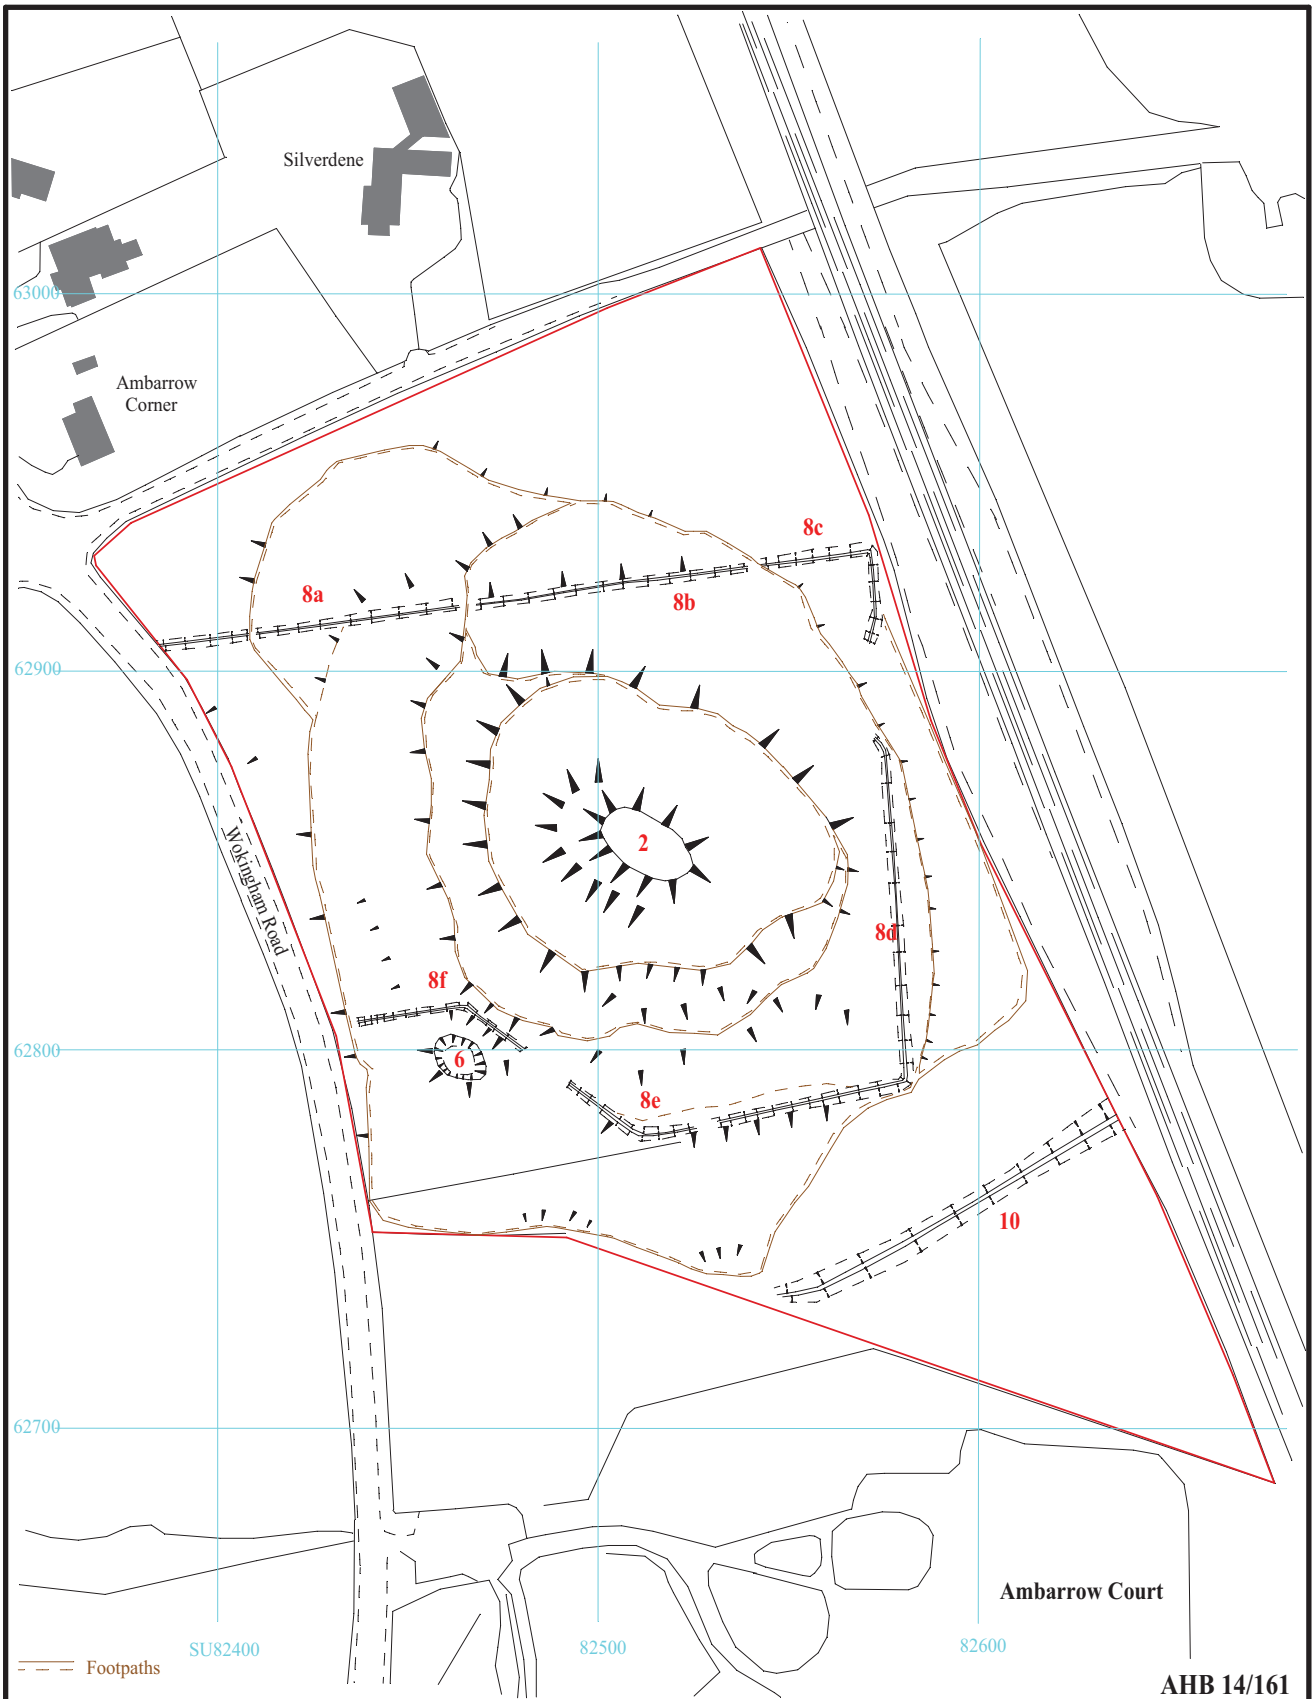 Silverdene
63000
Ambarrow
Corner
8c
8a
8b
62900
2
Wokingham Road
8d
8f
62800
6
8e
10
62700
Ambarrow Court
SU82400
82500
82600
Footpaths
AHB 14/161